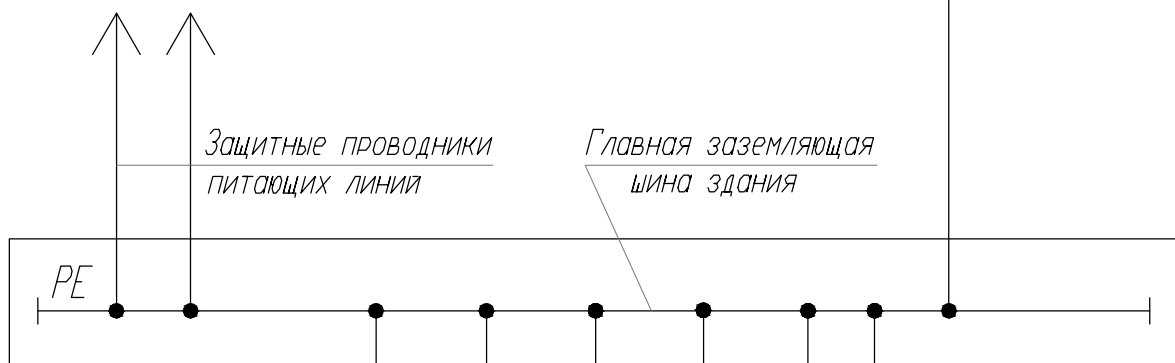 Защитные проводники
питающих линий
Главная заземляющая
шина здания
PE